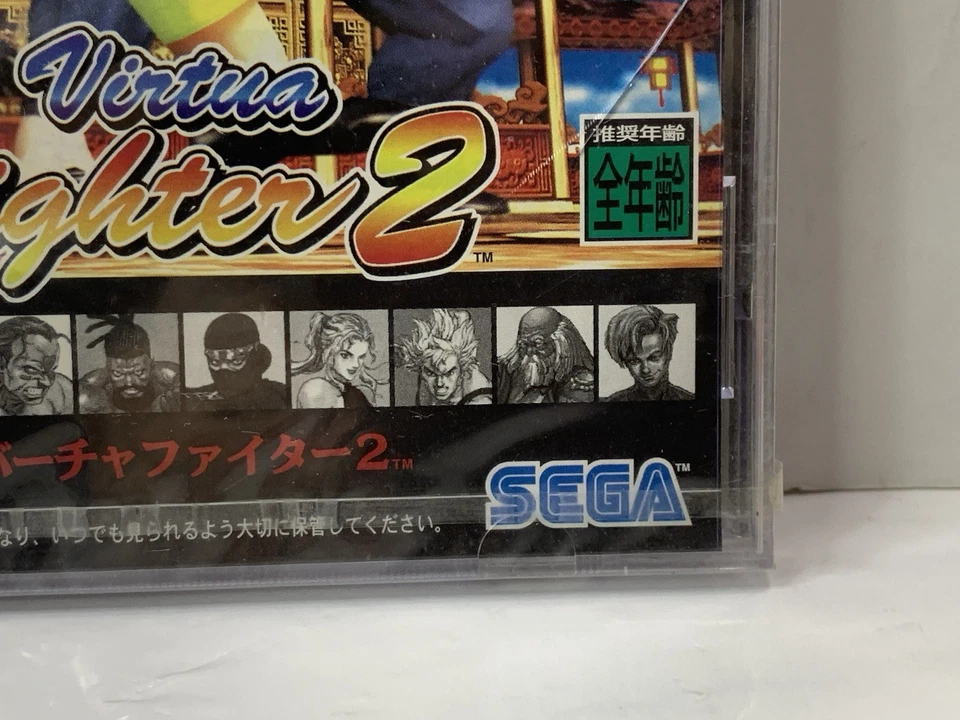 Virtua
ighter 2 TM
推奨年齢
全年齢
バーチャファイター2 TM
SEGA TM
なり、いつでも見られるよう大切に保管してください。